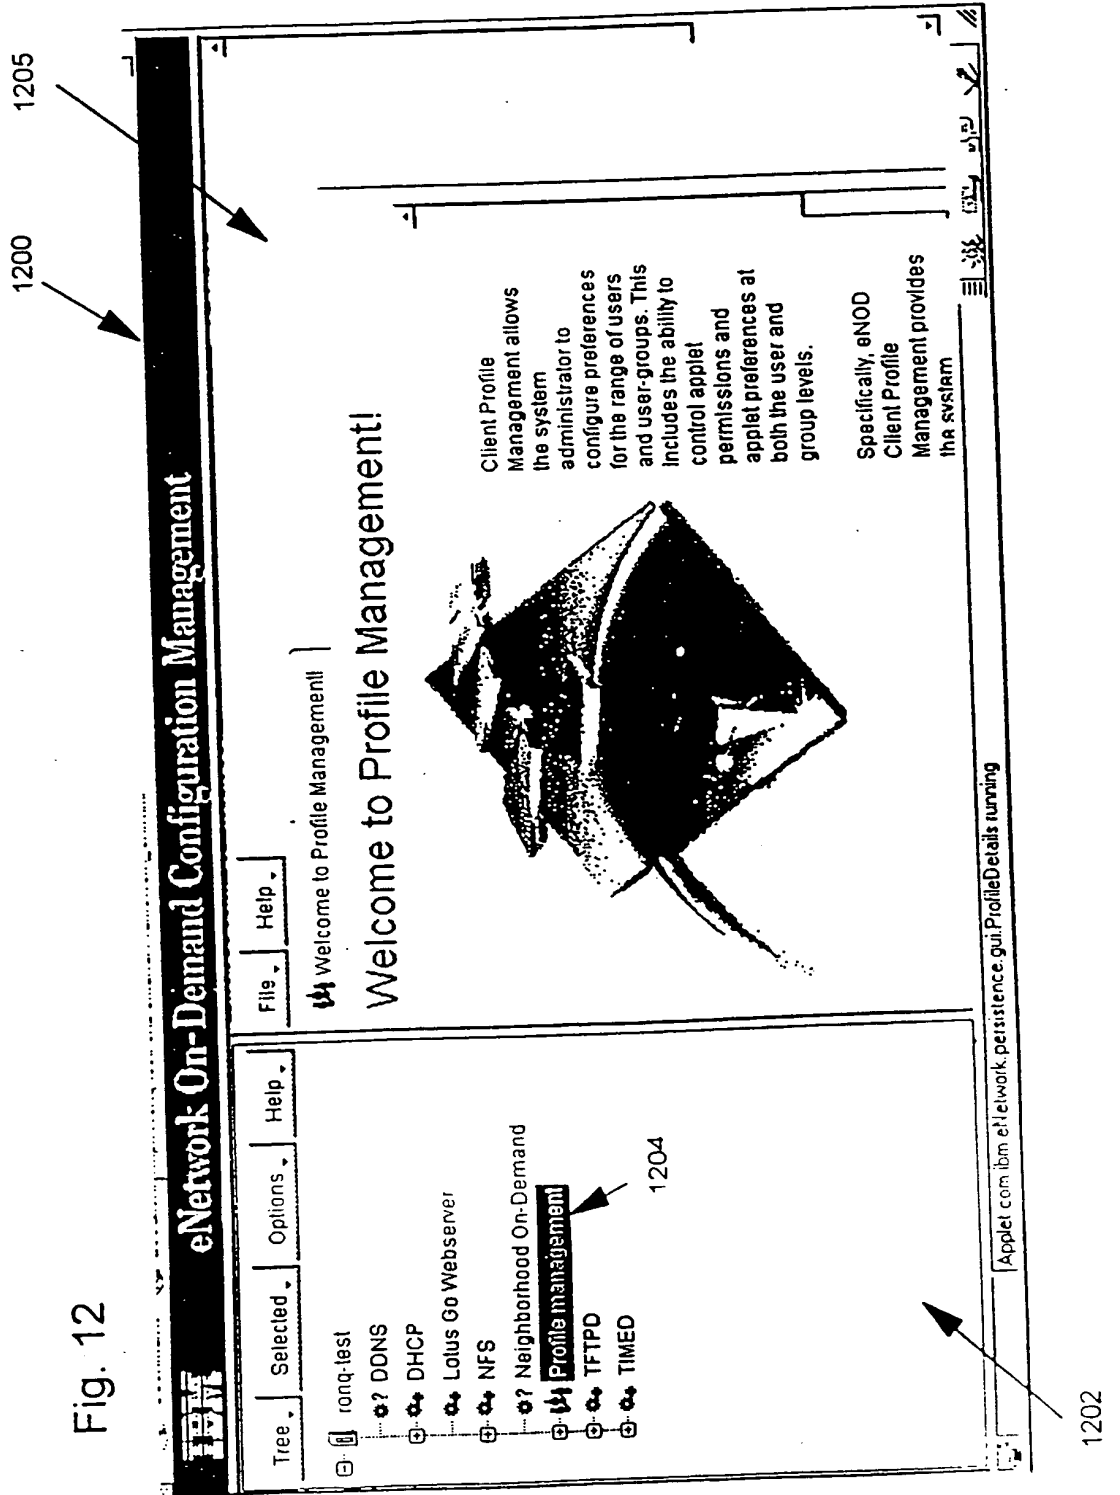 Fig. 12
1200
1205
IBM
eNetwork On-Demand Configuration Management
Tree
Selected
Options
Help
File
Help
ronq-test
? DDNS
DHCP
Lotus Go Webserver
NFS
? Neighborhood On-Demand
Profile management
TFTPD
TIMED
1204
1202
Welcome to Profile Management!
Welcome to Profile Management!
Client Profile
Management allows
the system
administrator to
configure preferences
for the range of users
and user-groups. This
includes the ability to
control applet
permissions and
applet preferences at
both the user and
group levels.
Specifically, eNOD
Client Profile
Management provides
the system
Applet com.ibm.eNetwork.persistence.gui.ProfileDetails running